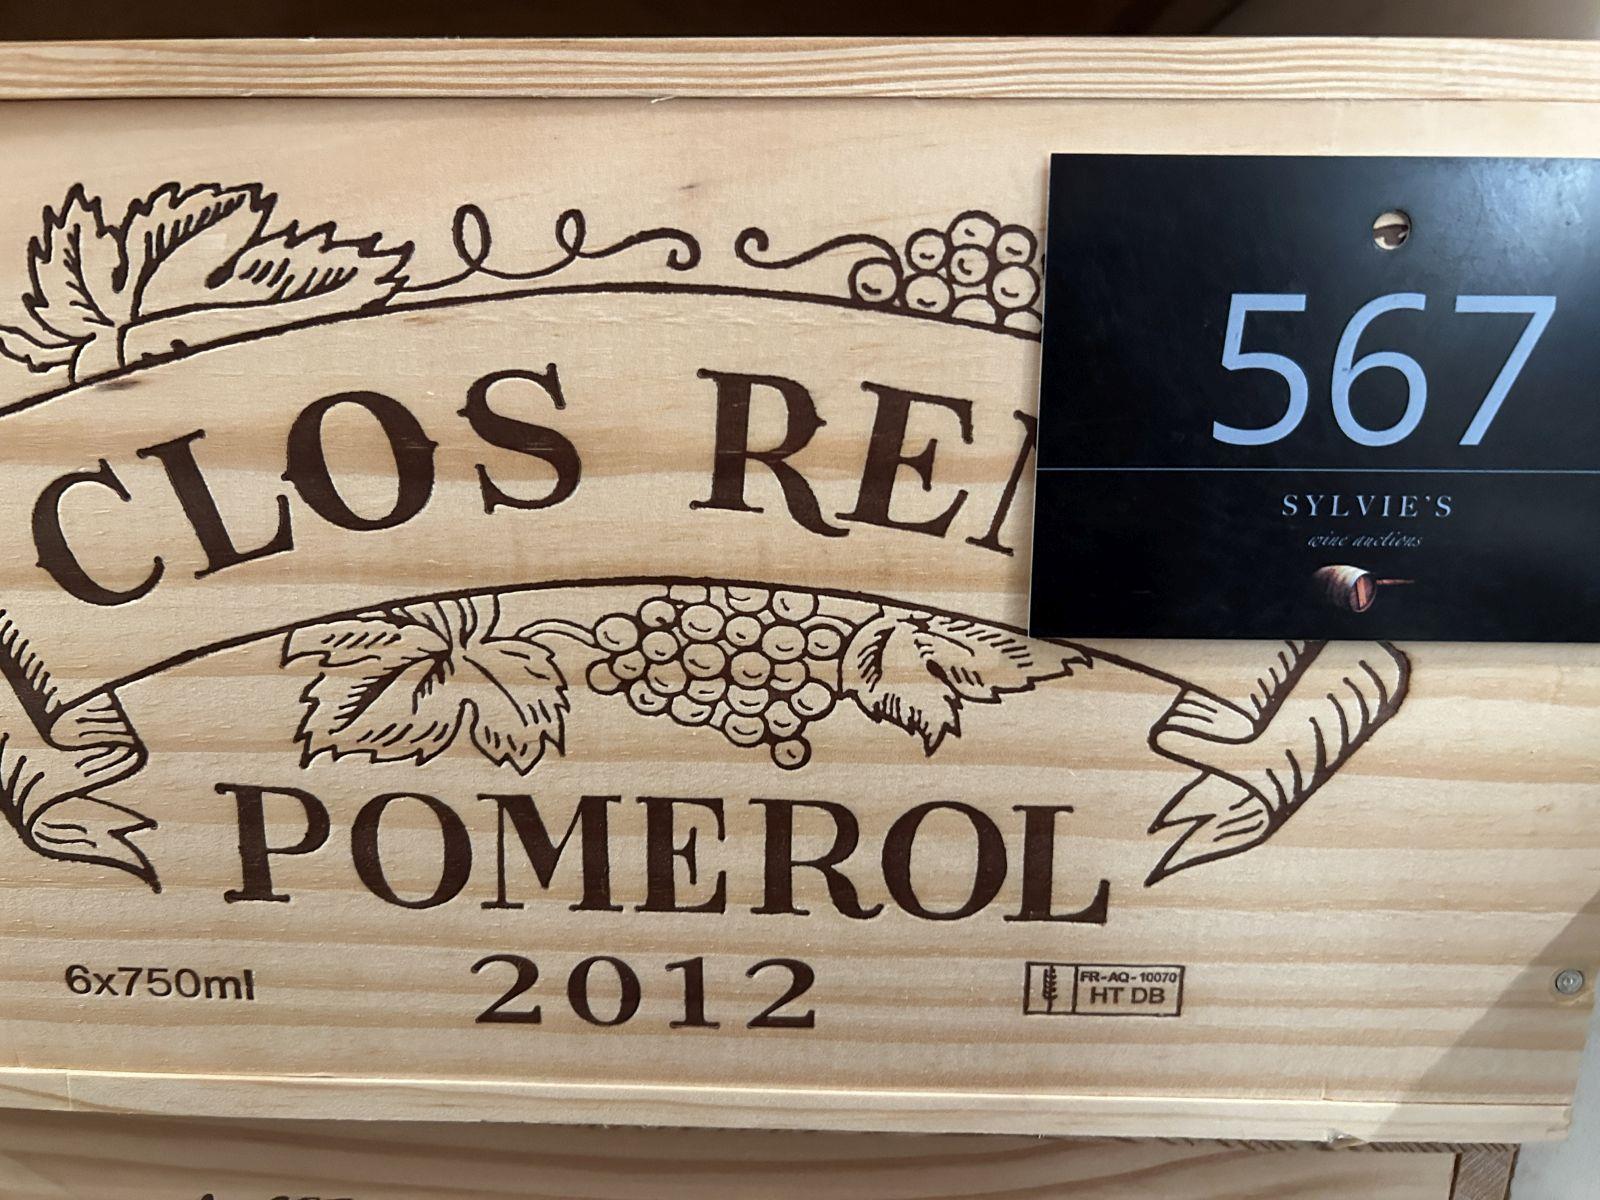 CLOS RE
567
SYLVIE'S
wine auctions
POMEROL
2012
6x750ml
FR-AQ-10070
HT DB